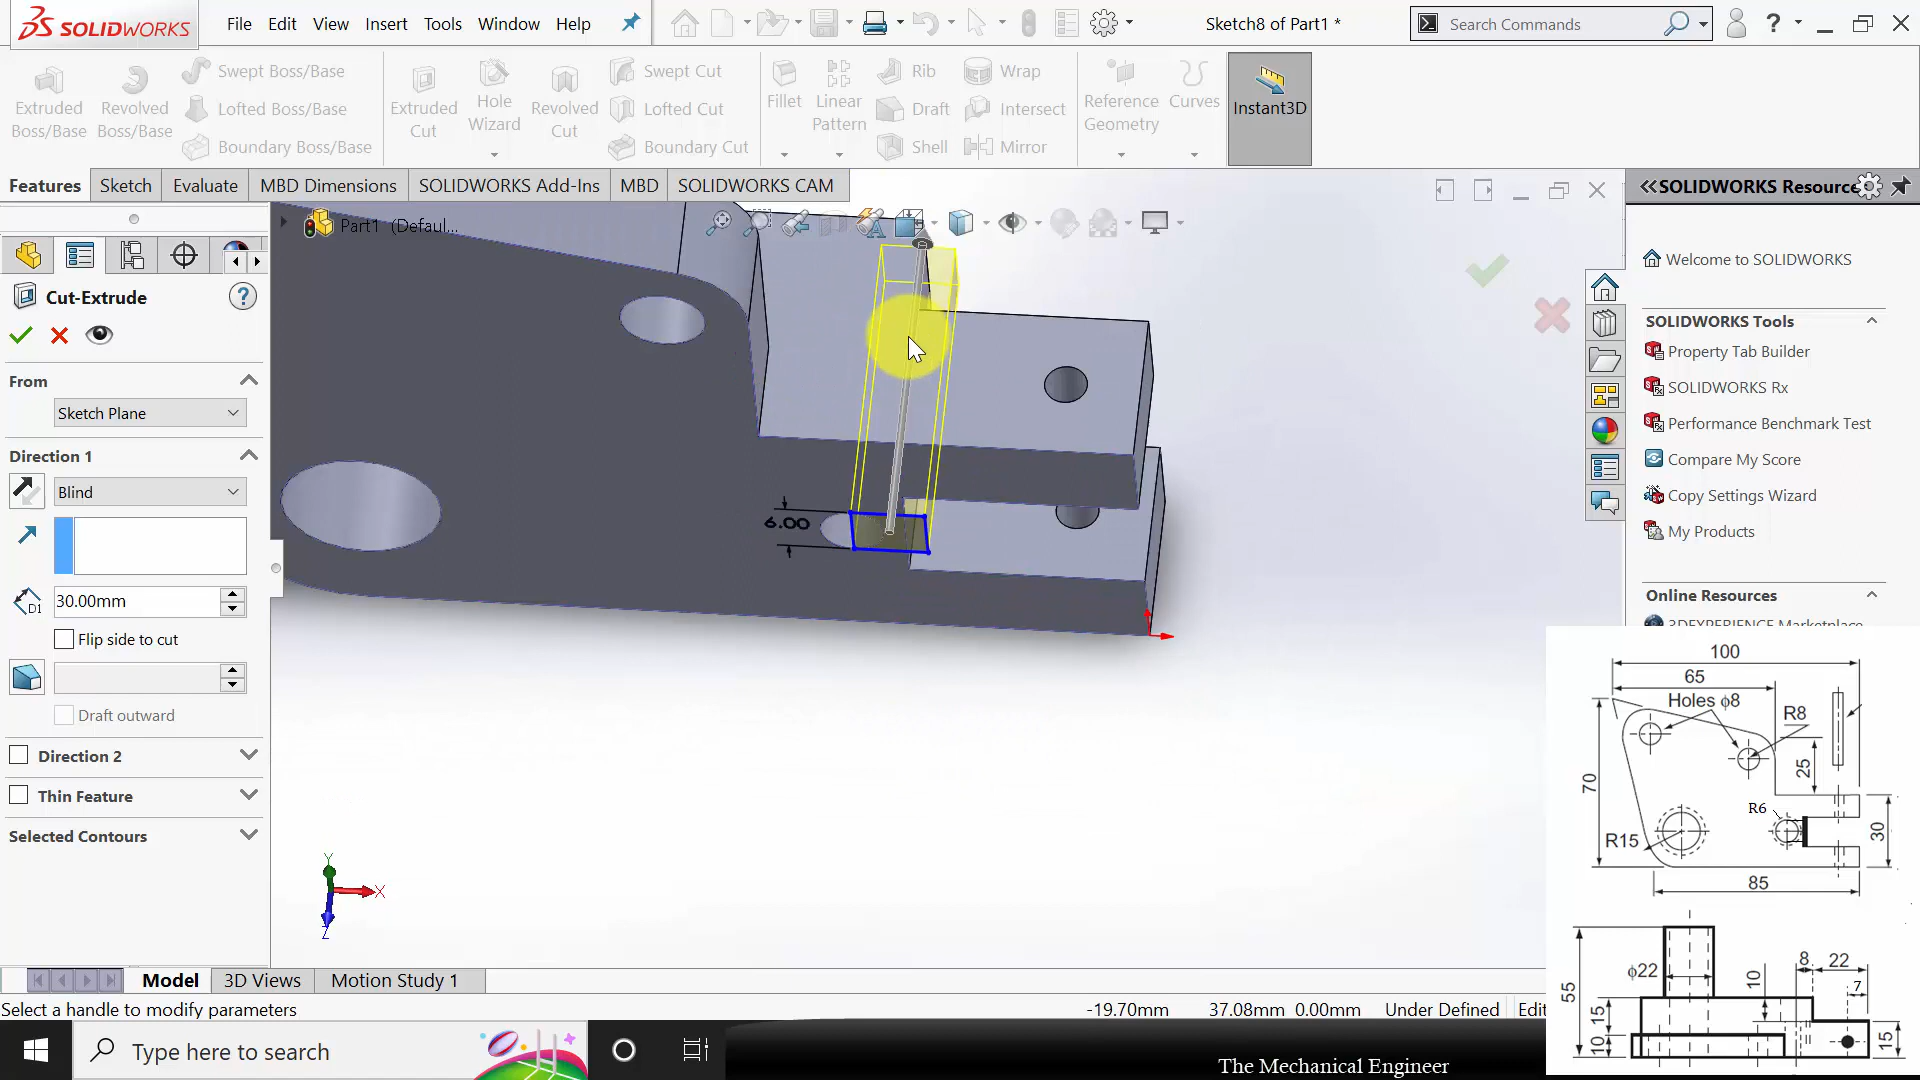 SOLIDWORKS
File Edit View Insert Tools Window Help
Sketch8 of Part1 *
Search Commands
Extruded Boss/Base
Revolved Boss/Base
Swept Boss/Base
Lofted Boss/Base
Boundary Boss/Base
Extruded Cut
Hole Wizard
Revolved Cut
Swept Cut
Lofted Cut
Boundary Cut
Fillet
Linear Pattern
Rib
Draft
Shell
Wrap
Intersect
Mirror
Reference Geometry
Curves
Instant3D
Features Sketch Evaluate MBD Dimensions SOLIDWORKS Add-Ins MBD SOLIDWORKS CAM
SOLIDWORKS Resource
Part1 (Defaul...
Cut-Extrude
From
Sketch Plane
Direction 1
Blind
D1
30.00mm
Flip side to cut
Draft outward
Direction 2
Thin Feature
Selected Contours
6.00
Y
X
Z
Welcome to SOLIDWORKS
SOLIDWORKS Tools
Property Tab Builder
SOLIDWORKS Rx
Performance Benchmark Test
Compare My Score
Copy Settings Wizard
My Products
Online Resources
3DEXPERIENCE Marketplace
100
65
Holes ϕ8
R8
25
70
R6
R15
30
85
8
22
ϕ22
10
7
55
15
10
15
Model 3D Views Motion Study 1
Select a handle to modify parameters
-19.70mm 37.08mm 0.00mm Under Defined Edit
Type here to search
The Mechanical Engineer